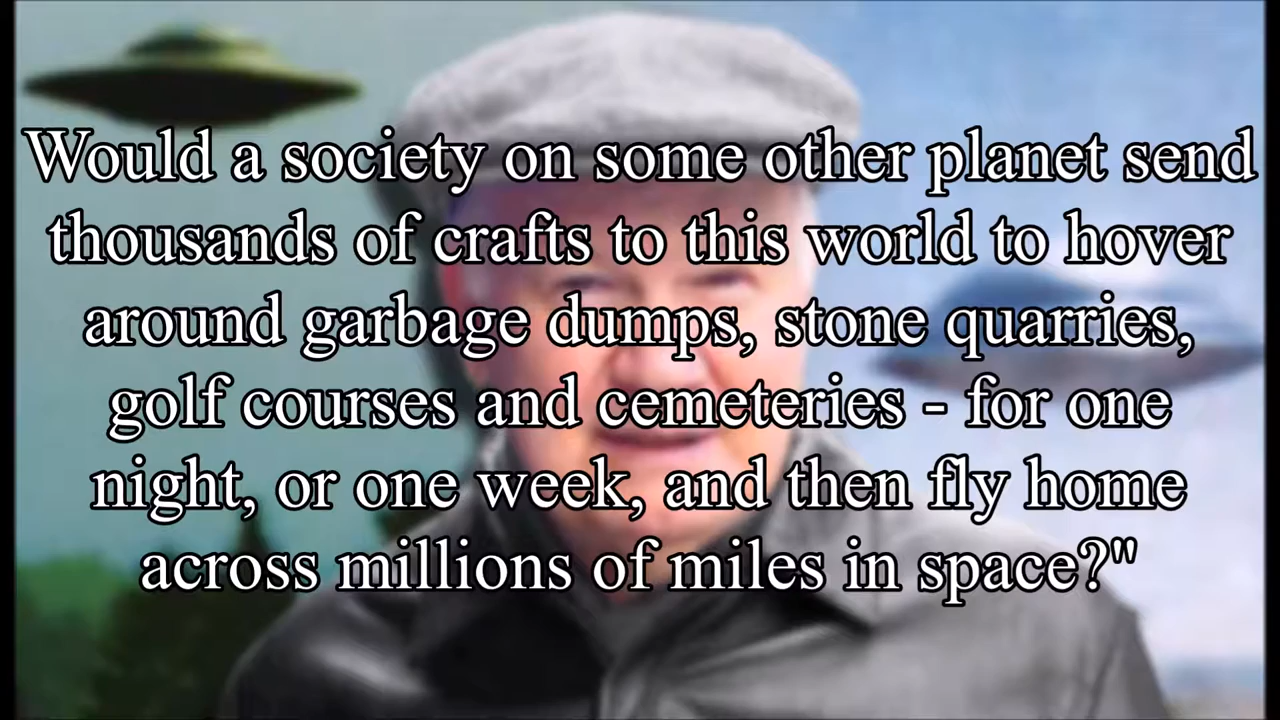 Would a society on some other planet send
thousands of crafts to this world to hover
around garbage dumps, stone quarries,
golf courses and cemeteries - for one
night, or one week, and then fly home
across millions of miles in space?"